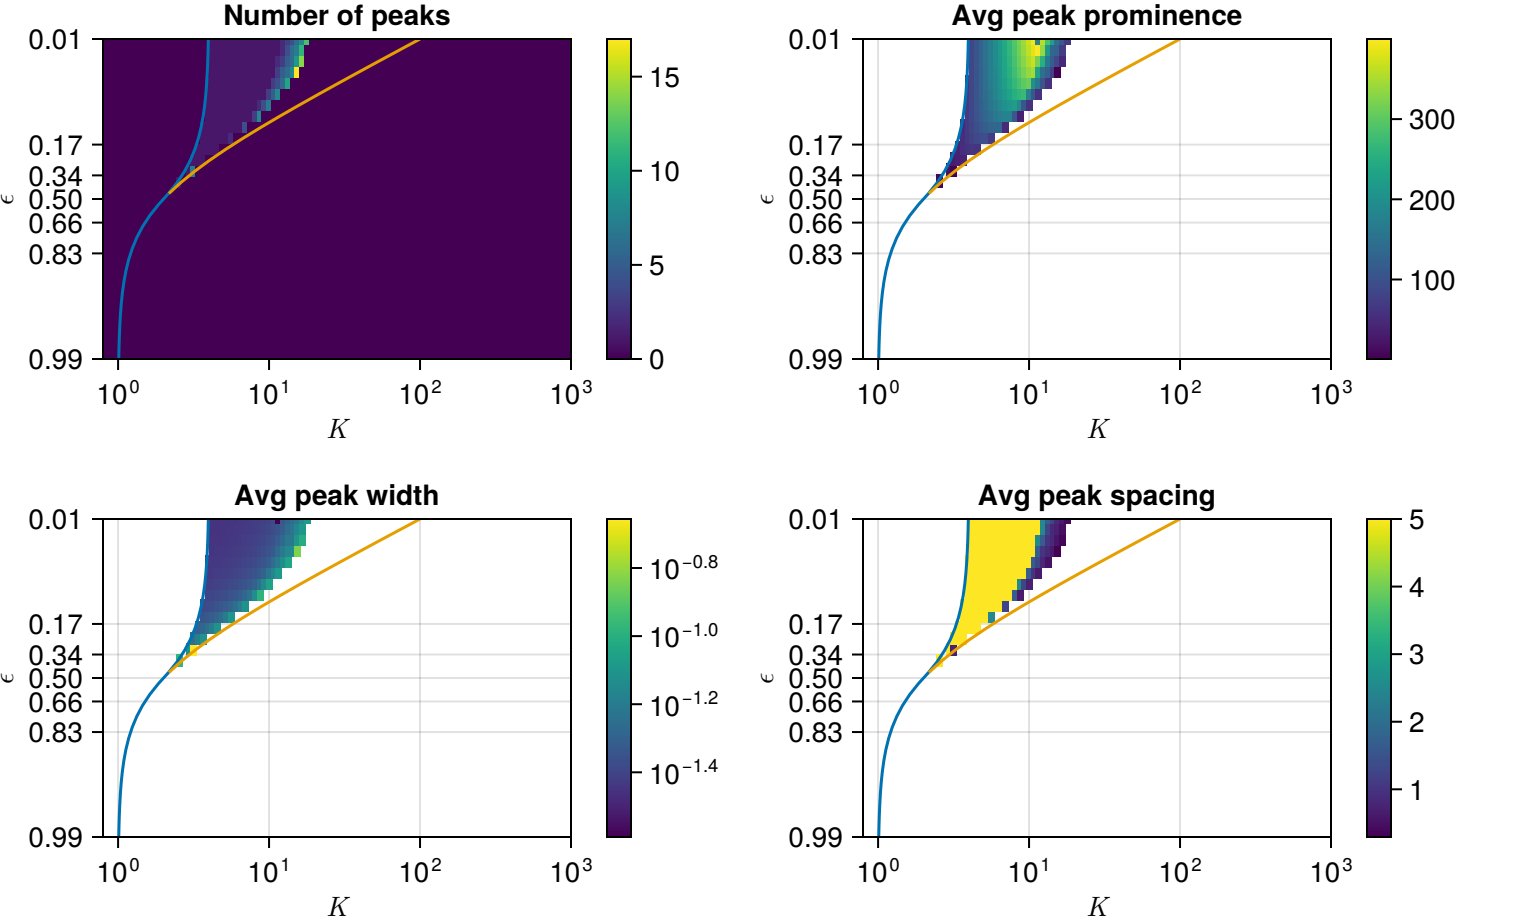 Number of peaks
0.01
0.17
0.34
0.50
0.66
0.83
0.99
ϵ
10⁰ 10¹ 10² 10³
K
15
10
5
0
Avg peak prominence
0.01
0.17
0.34
0.50
0.66
0.83
0.99
ϵ
10⁰ 10¹ 10² 10³
K
300
200
100
Avg peak width
0.01
0.17
0.34
0.50
0.66
0.83
0.99
ϵ
10⁰ 10¹ 10² 10³
K
10⁻⁰·⁸
10⁻¹·⁰
10⁻¹·²
10⁻¹·⁴
Avg peak spacing
0.01
0.17
0.34
0.50
0.66
0.83
0.99
ϵ
10⁰ 10¹ 10² 10³
K
5
4
3
2
1